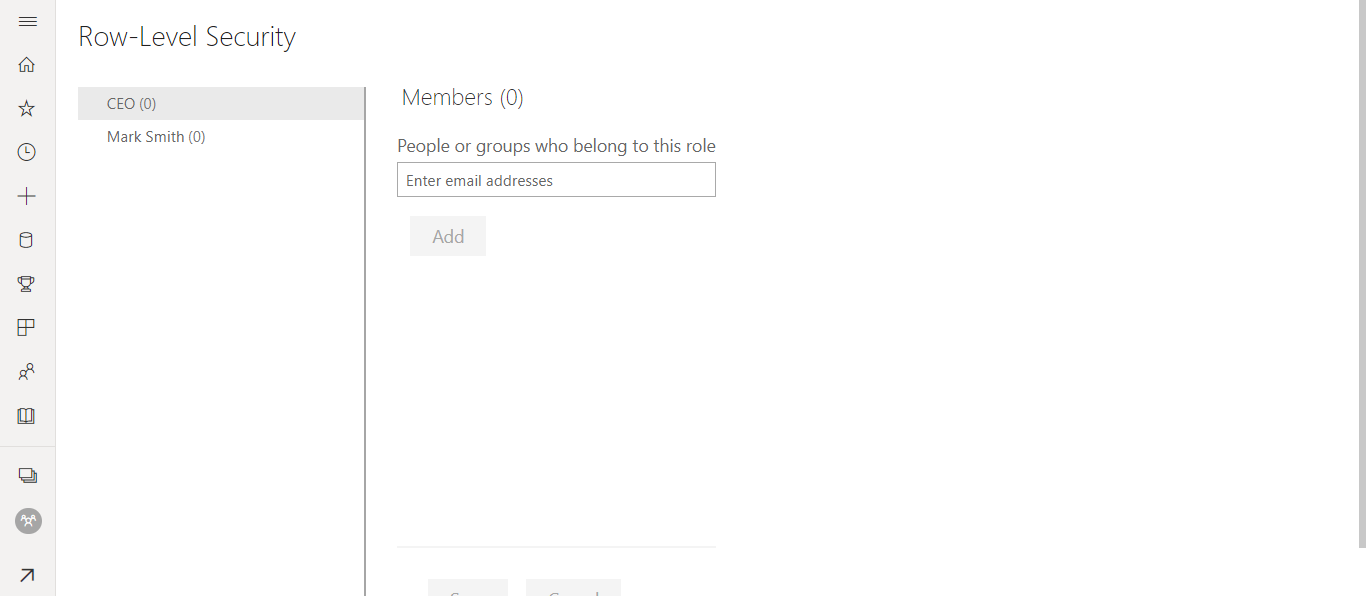 Row-Level Security
CEO (0)
Mark Smith (0)
Members (0)
People or groups who belong to this role
Enter email addresses
Add